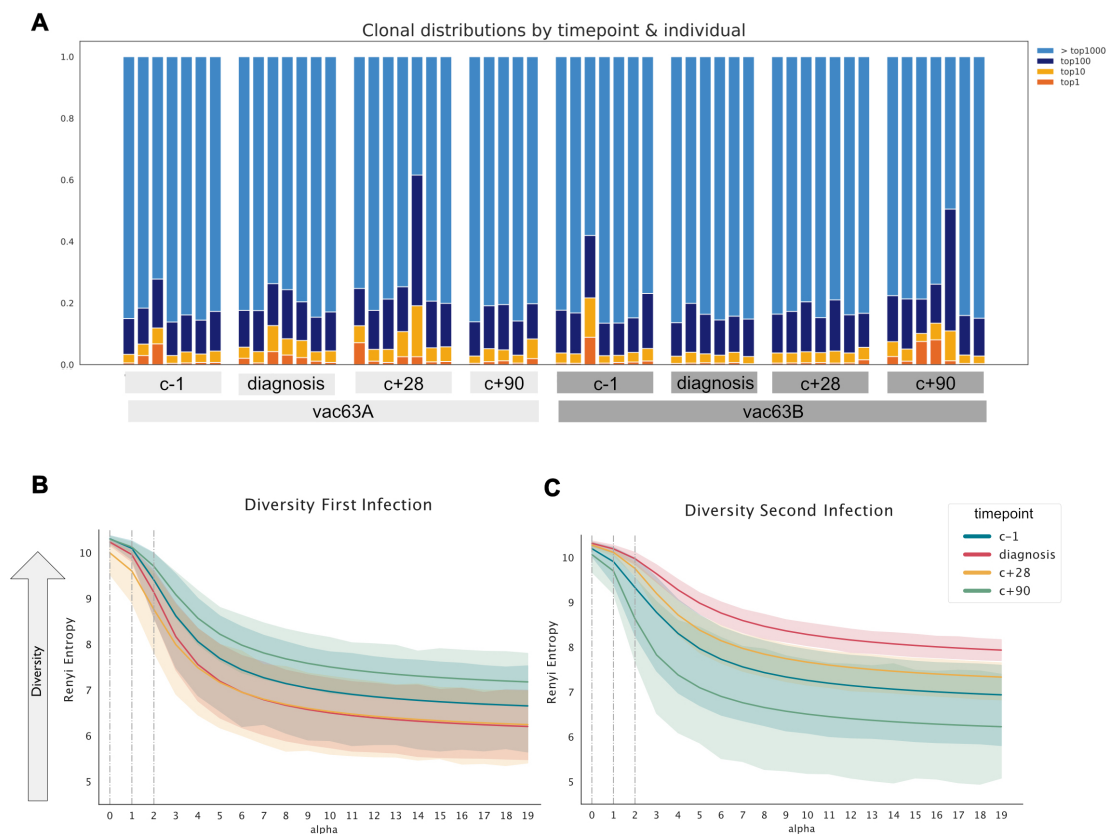 A
Clonal distributions by timepoint & individual
1.0
0.8
0.6
0.4
0.2
0.0
> top1000
top100
top10
top1
c-1 diagnosis c+28 c+90 c-1 diagnosis c+28 c+90
vac63A vac63B
B
Diversity First Infection
Diversity
Renyi Entropy
10
9
8
7
6
5
0 1 2 3 4 5 6 7 8 9 10 11 12 13 14 15 16 17 18 19
alpha
C
Diversity Second Infection
timepoint
c−1
diagnosis
c+28
c+90
Renyi Entropy
10
9
8
7
6
5
0 1 2 3 4 5 6 7 8 9 10 11 12 13 14 15 16 17 18 19
alpha